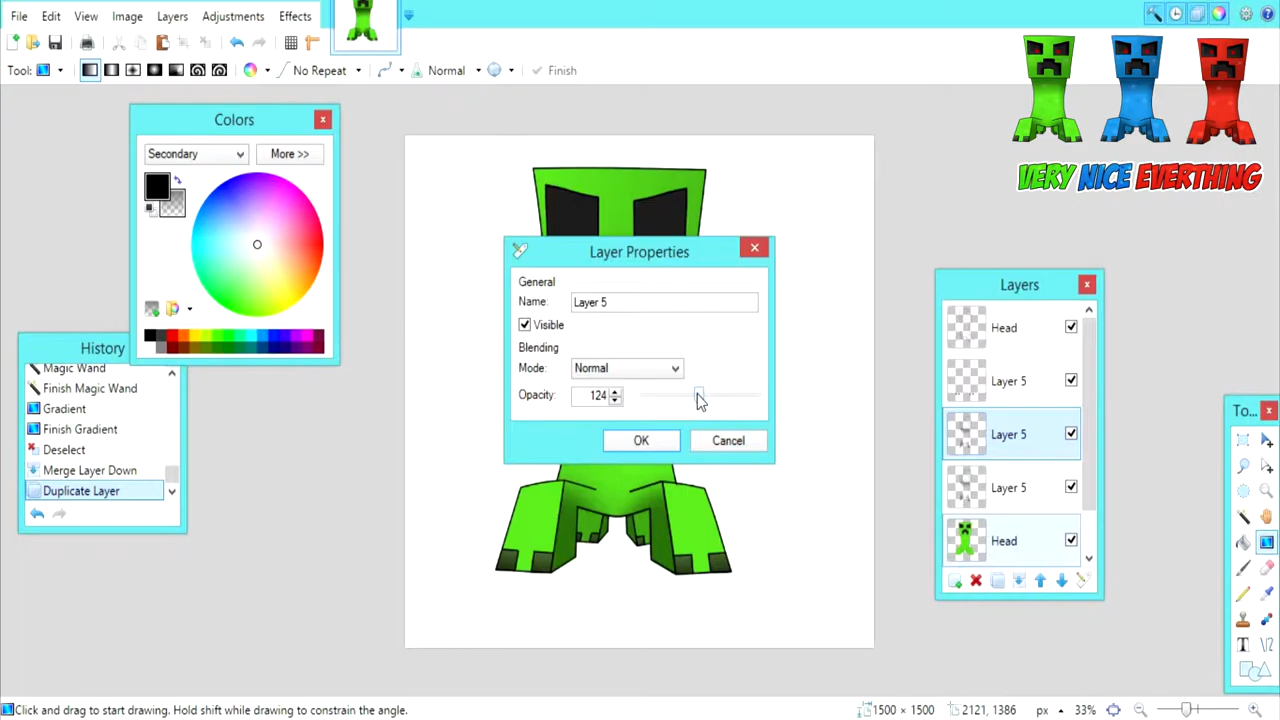 File Edit View Image Layers Adjustments Effects
Tool: No Repeat Normal Finish
VERY NICE EVERTHING
Colors
Secondary More >>
History
Magic Wand
Finish Magic Wand
Gradient
Finish Gradient
Deselect
Merge Layer Down
Duplicate Layer
Layer Properties
General
Name: Layer 5
Visible
Blending
Mode: Normal
Opacity: 124
OK Cancel
Layers
Head
Layer 5
Layer 5
Layer 5
Head
To...
Click and drag to start drawing. Hold shift while drawing to constrain the angle. 1500 × 1500 2121, 1386 px 33%